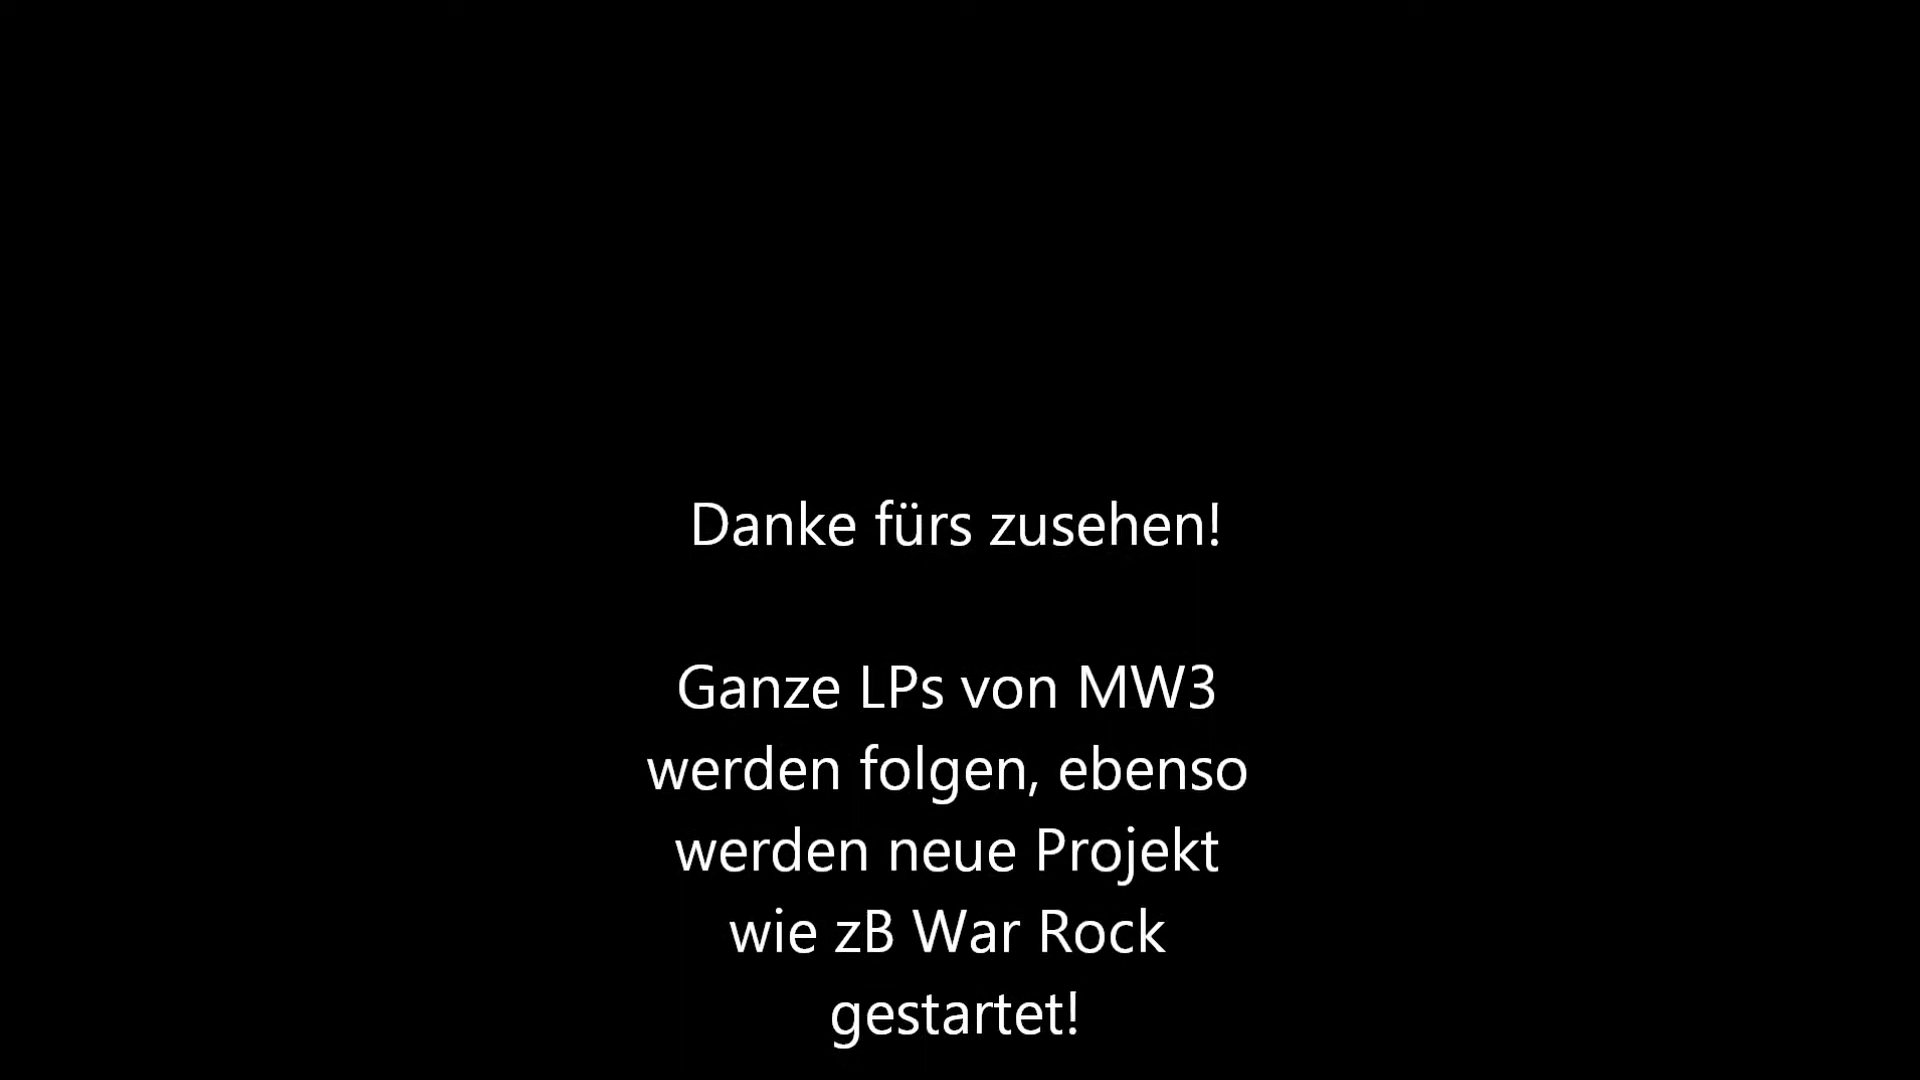 Danke fürs zusehen!
Ganze LPs von MW3
werden folgen, ebenso
werden neue Projekt
wie zB War Rock
gestartet!